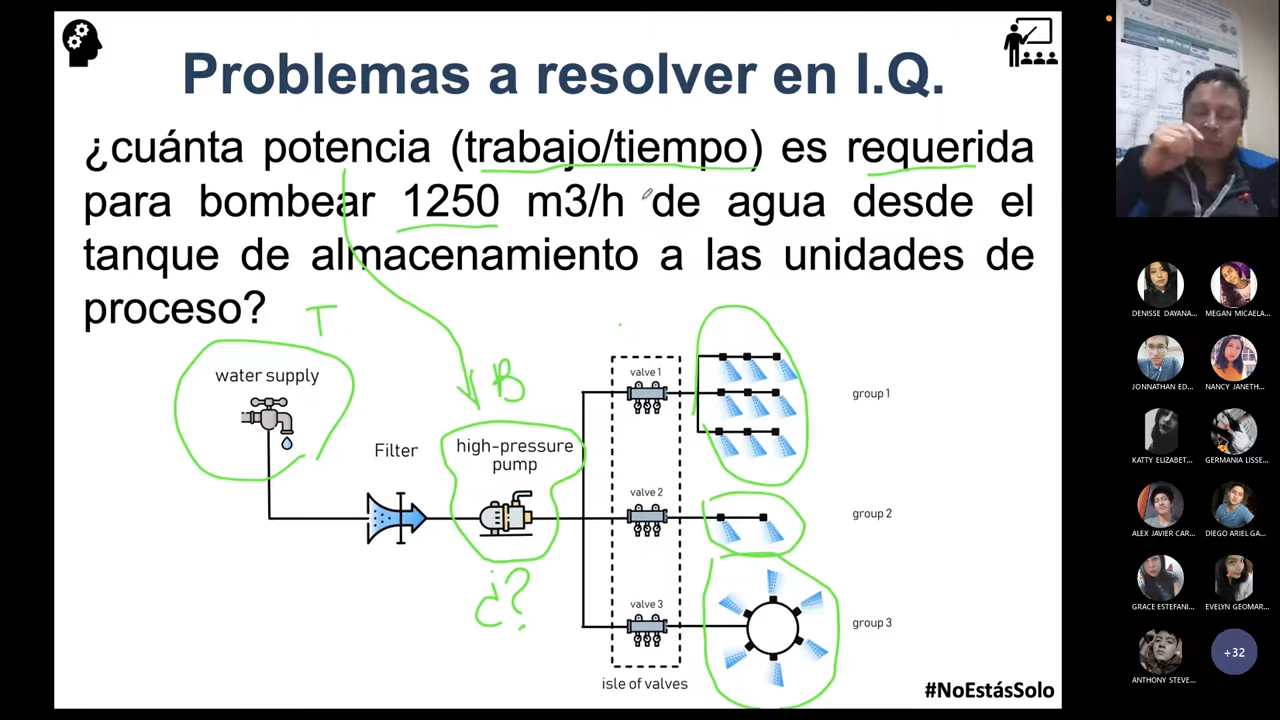 Problemas a resolver en I.Q.
¿cuánta potencia (trabajo/tiempo) es requerida
para bombear 1250 m3/h de agua desde el
tanque de almacenamiento a las unidades de
proceso?
T
water supply
Filter
B
high-pressure
pump
¿?
valve 1
valve 2
valve 3
isle of valves
group 1
group 2
group 3
#NoEstásSolo
DENISSE DAYANA...
MEGAN MICAELA...
JONNATHAN ED...
NANCY JANETH...
KATTY ELIZABET...
GERMANIA LISSE...
ALEX JAVIER CAR...
DIEGO ARIEL GA...
GRACE ESTEFANI...
EVELYN GEOMAR...
ANTHONY STEVE...
+32